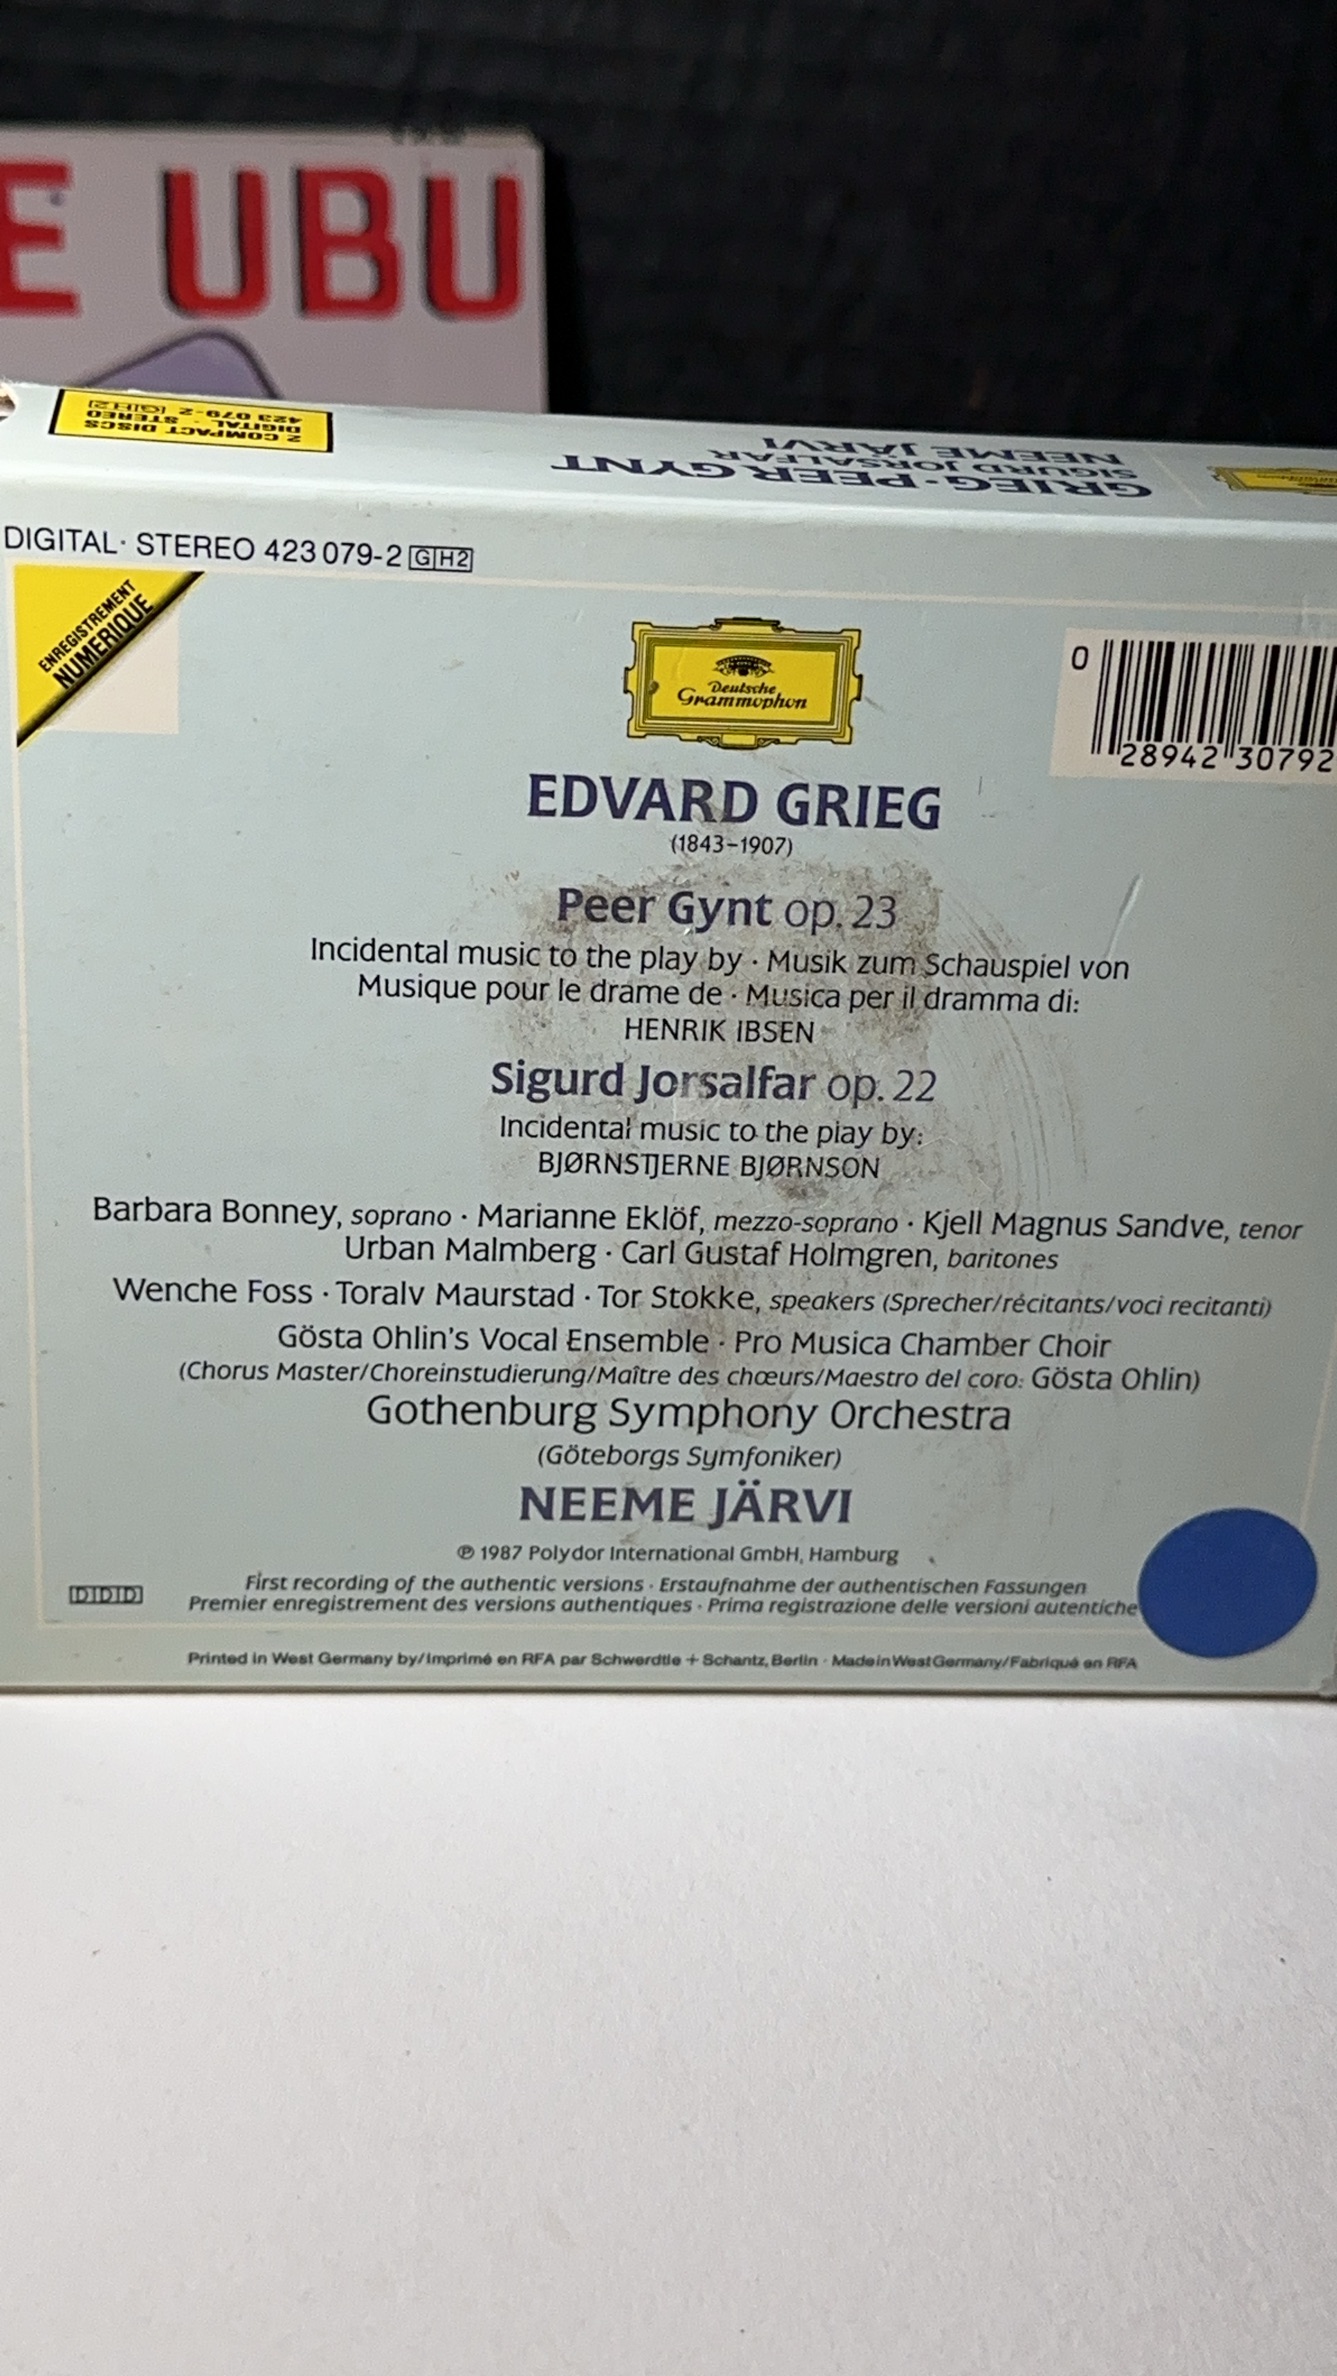 E UBU
2 COMPACT DISCS
DIGITAL · STEREO
423 079-2 GH2
GRIEG · PEER GYNT
SIGURD JORSALFAR
NEEME JÄRVI
DIGITAL · STEREO 423 079-2 GH2
ENREGISTREMENT
NUMERIQUE
Deutsche
Grammophon
0
28942 30792
EDVARD GRIEG
(1843–1907)
Peer Gynt op. 23
Incidental music to the play by · Musik zum Schauspiel von
Musique pour le drame de · Musica per il dramma di:
HENRIK IBSEN
Sigurd Jorsalfar op. 22
Incidental music to the play by:
BJØRNSTJERNE BJØRNSON
Barbara Bonney, soprano · Marianne Eklöf, mezzo-soprano · Kjell Magnus Sandve, tenor
Urban Malmberg · Carl Gustaf Holmgren, baritones
Wenche Foss · Toralv Maurstad · Tor Stokke, speakers (Sprecher/récitants/voci recitanti)
Gösta Ohlin's Vocal Ensemble · Pro Musica Chamber Choir
(Chorus Master/Choreinstudierung/Maître des chœurs/Maestro del coro: Gösta Ohlin)
Gothenburg Symphony Orchestra
(Göteborgs Symfoniker)
NEEME JÄRVI
℗ 1987 Polydor International GmbH, Hamburg
First recording of the authentic versions · Erstaufnahme der authentischen Fassungen
DDD
Premier enregistrement des versions authentiques · Prima registrazione delle versioni autentiche
Printed in West Germany by/Imprimé en RFA par Schwerdtle + Schantz, Berlin · Made in West Germany/Fabriqué en RFA